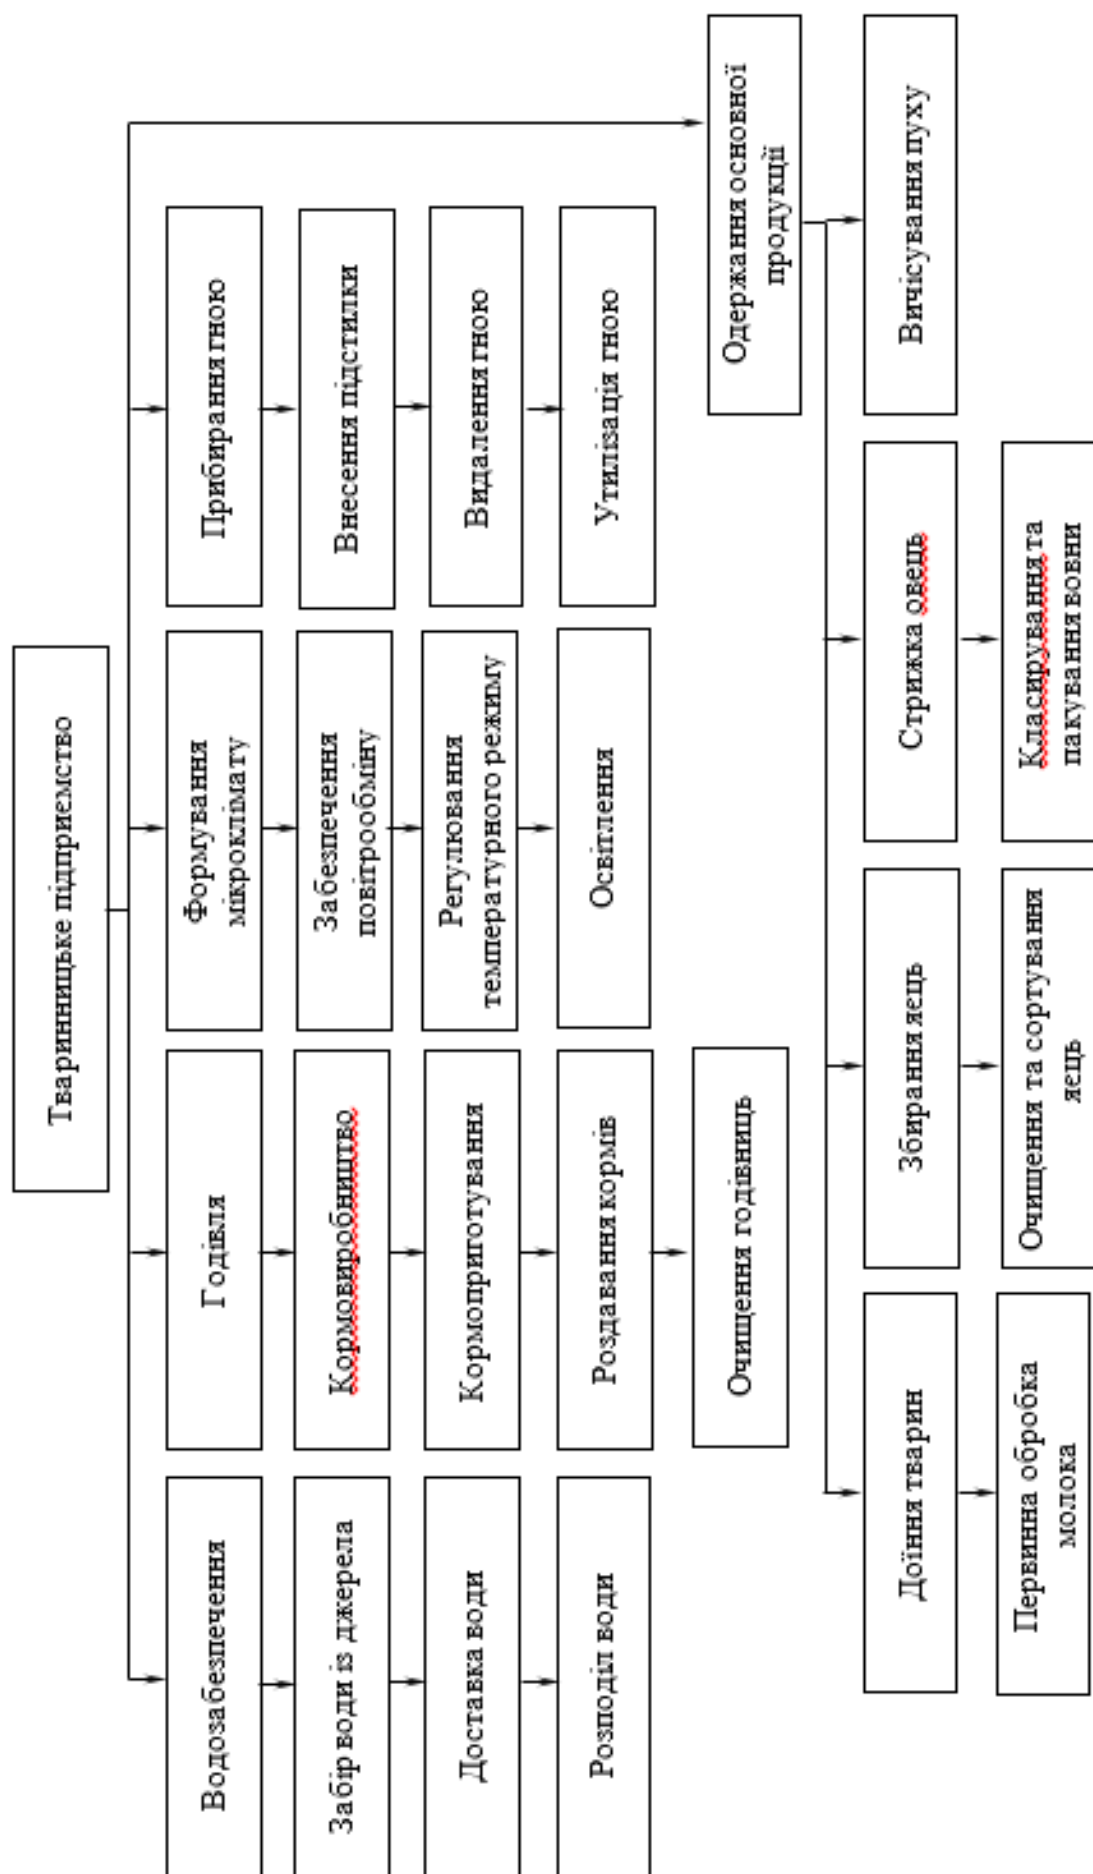 Тваринницьке підприємство
Водозабезпечення
Забір води із джерела
Доставка води
Розподіл води
Годівля
Кормовиробництво
Кормоприготування
Роздавання кормів
Очищення годівниць
Формування
мікроклімату
Забезпечення
повітрообміну
Регулювання
температурного режиму
Освітлення
Прибирання гною
Внесення підстилки
Видалення гною
Утилізація гною
Одержання основної
продукції
Доїння тварин
Первинна обробка
молока
Збирання яєць
Очищення та сортування
яєць
Стрижка овець
Класирування та
пакування вовни
Вичісування пуху